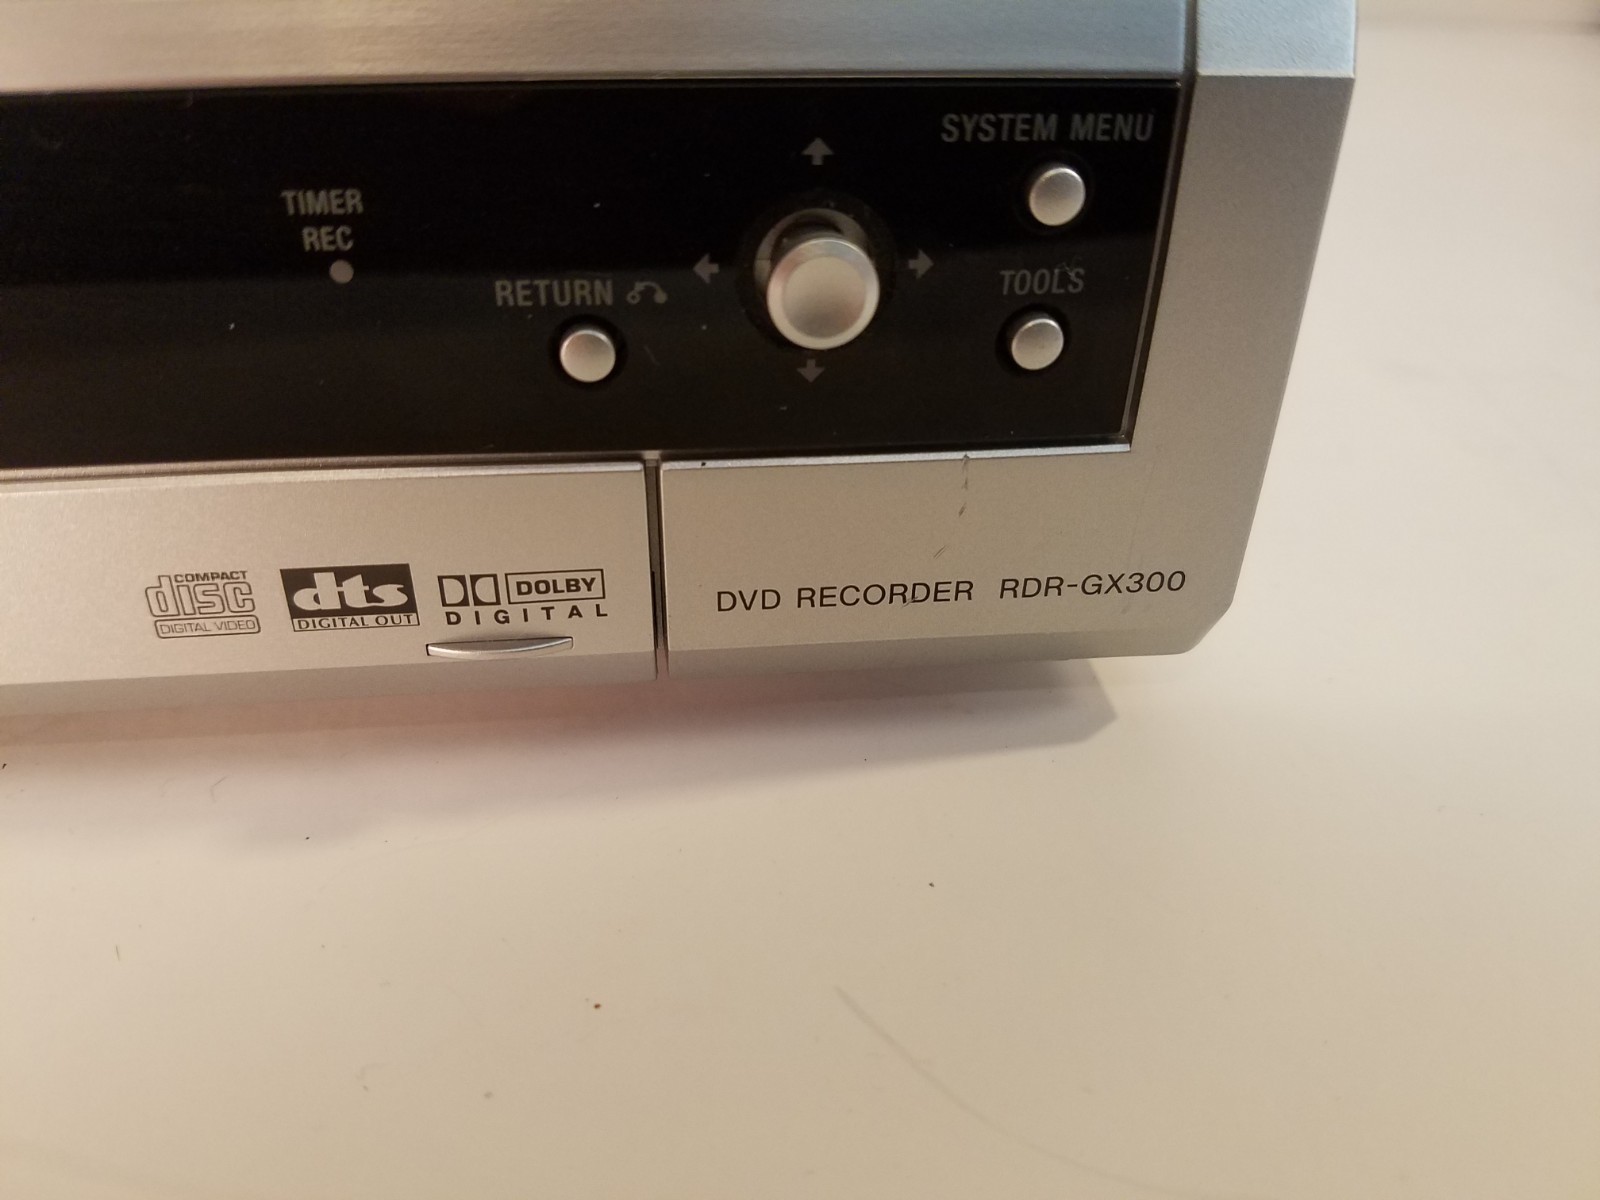 SYSTEM MENU
TIMER
REC
RETURN
TOOLS
COMPACT
disc
DIGITAL VIDEO
dts
DIGITAL OUT
DOLBY
DIGITAL
DVD RECORDER RDR-GX300